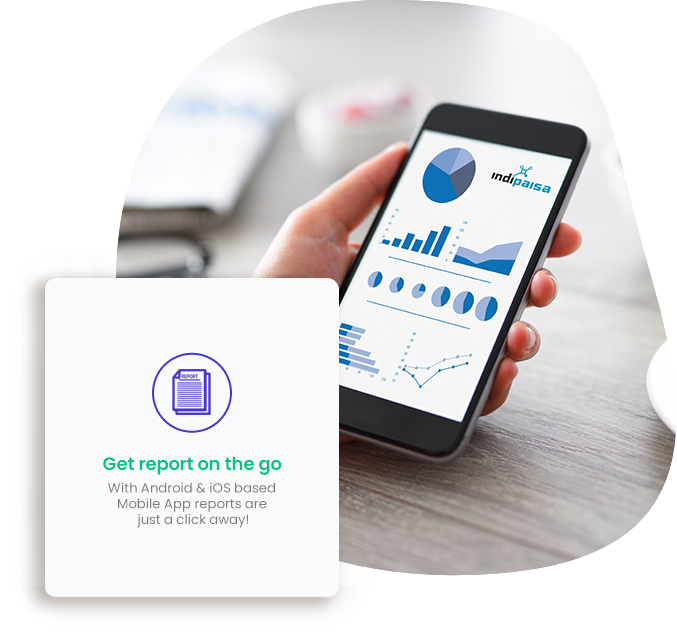 indipaisa
REPORT
Get report on the go
With Android & iOS based
Mobile App reports are
just a click away!